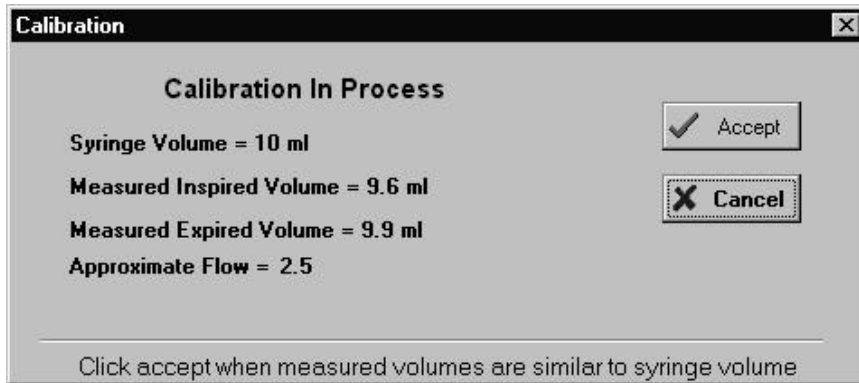 Calibration
Calibration In Process
Accept
Syringe Volume = 10 ml
Measured Inspired Volume = 9.6 ml
Cancel
Measured Expired Volume = 9.9 ml
Approximate Flow = 2.5
Click accept when measured volumes are similar to syringe volume